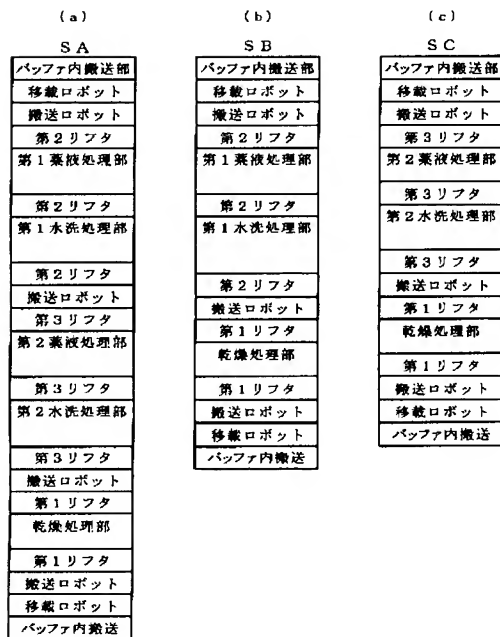 (a)
SA
バッファ内搬送部
移載ロボット
搬送ロボット
第2リフタ
第1薬液処理部
第2リフタ
第1水洗処理部
第2リフタ
搬送ロボット
第3リフタ
第2薬液処理部
第3リフタ
第2水洗処理部
第3リフタ
搬送ロボット
第1リフタ
乾燥処理部
第1リフタ
搬送ロボット
移載ロボット
バッファ内搬送
(b)
SB
バッファ内搬送部
移載ロボット
搬送ロボット
第2リフタ
第1薬液処理部
第2リフタ
第1水洗処理部
第2リフタ
搬送ロボット
第1リフタ
乾燥処理部
第1リフタ
搬送ロボット
移載ロボット
バッファ内搬送
(c)
SC
バッファ内搬送部
移載ロボット
搬送ロボット
第3リフタ
第2薬液処理部
第3リフタ
第2水洗処理部
第3リフタ
搬送ロボット
第1リフタ
乾燥処理部
第1リフタ
搬送ロボット
移載ロボット
バッファ内搬送